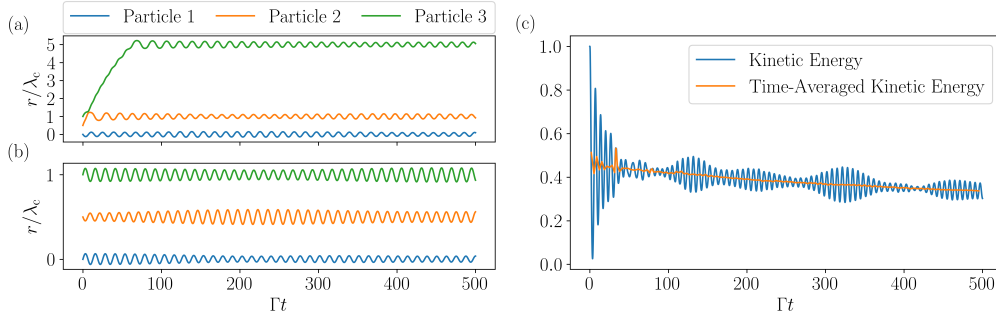 (a)
Particle 1 Particle 2 Particle 3
r/λc
5
4
3
2
1
0
(b)
r/λc
1
0
0 100 200 300 400 500
Γt
(c)
Kinetic Energy
Time-Averaged Kinetic Energy
1.0
0.8
0.6
0.4
0.2
0.0
0 100 200 300 400 500
Γt